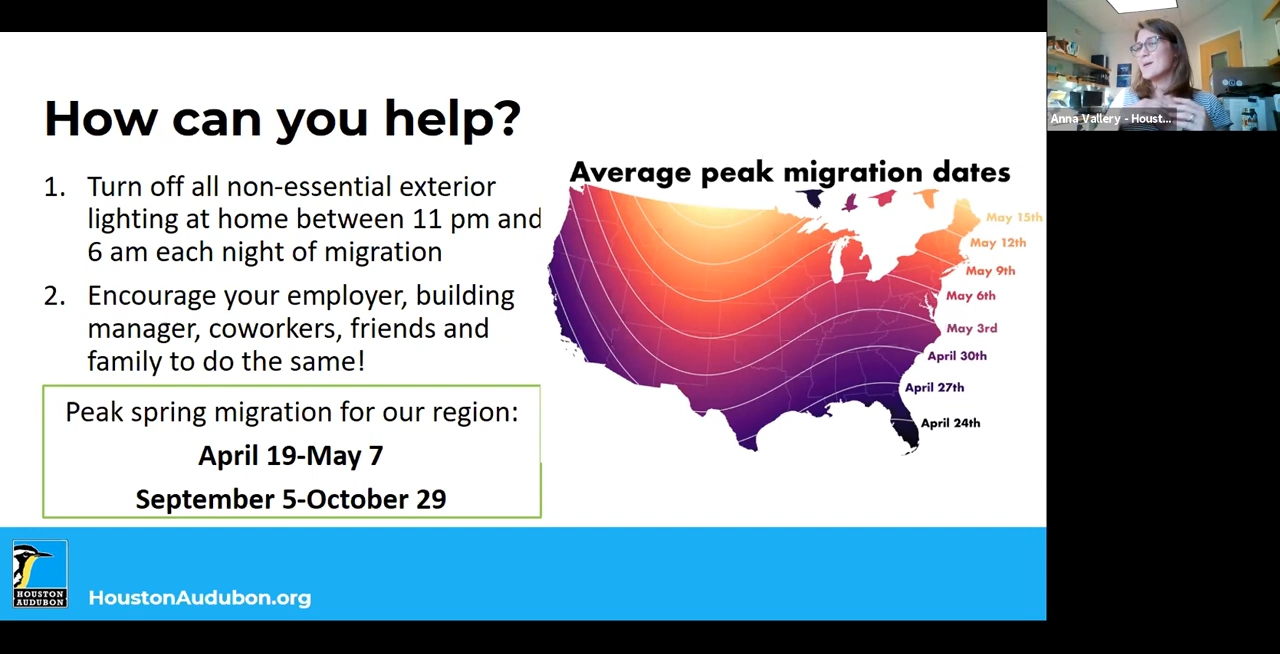 How can you help?
1. Turn off all non-essential exterior
lighting at home between 11 pm and
6 am each night of migration
2. Encourage your employer, building
manager, coworkers, friends and
family to do the same!
Peak spring migration for our region:
April 19-May 7
September 5-October 29
Average peak migration dates
May 15th
May 12th
May 9th
May 6th
May 3rd
April 30th
April 27th
April 24th
HOUSTON
AUDUBON
HoustonAudubon.org
Anna Vallery - Houst...